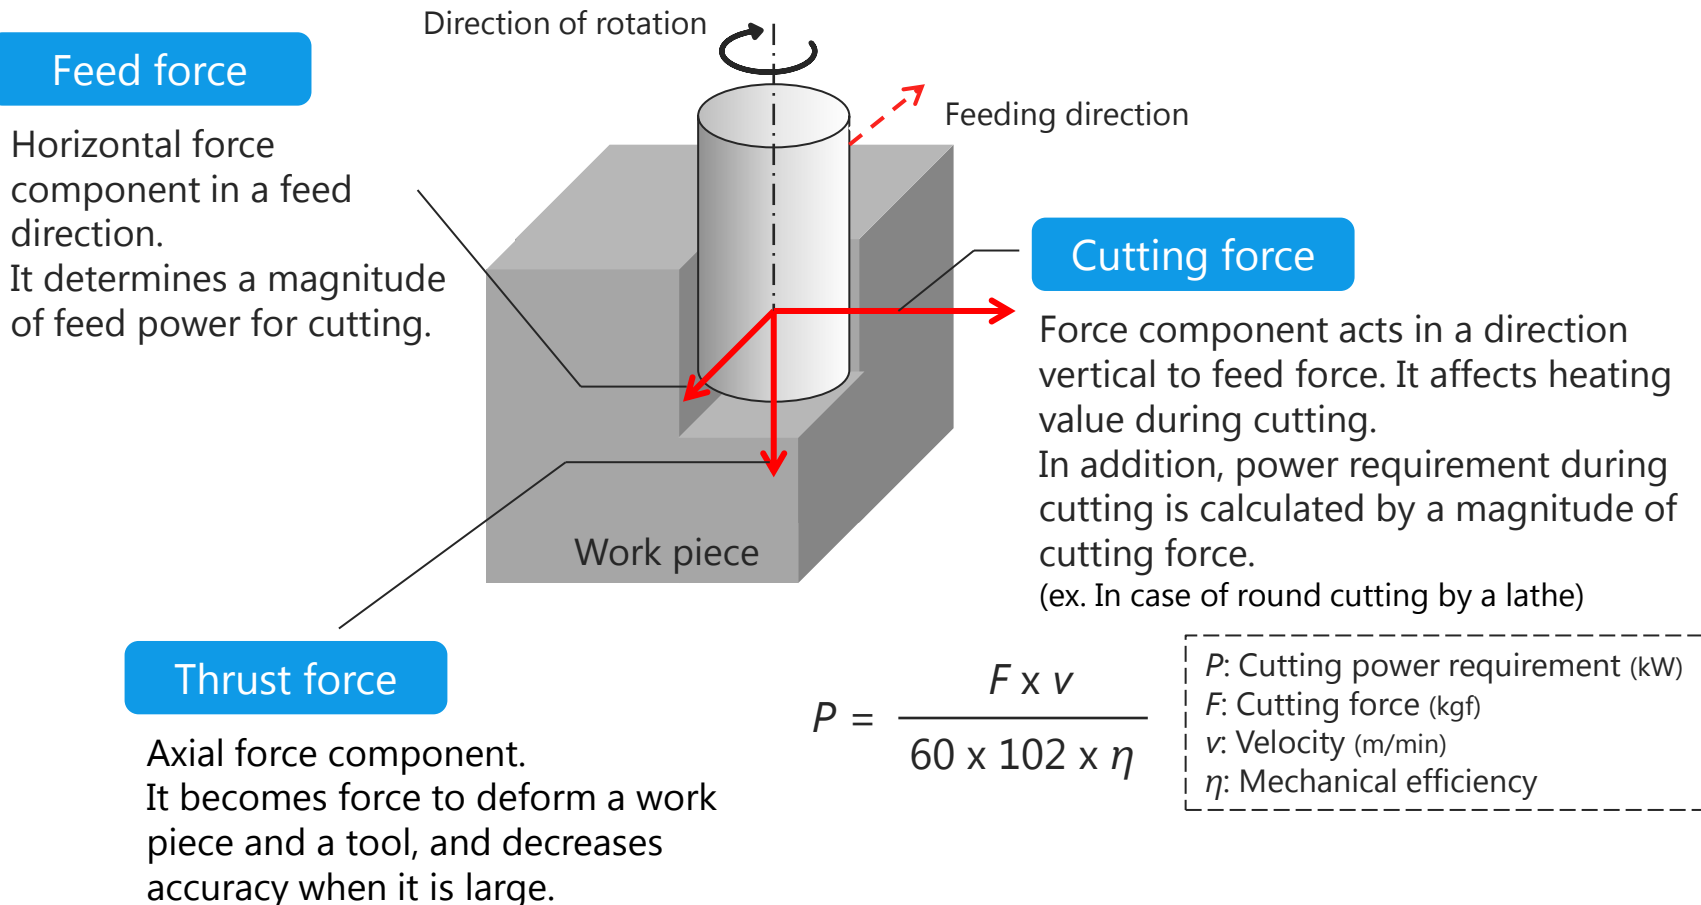 Direction of rotation
Feed force
Feeding direction
Horizontal force
component in a feed
direction.
It determines a magnitude
of feed power for cutting.
Cutting force
Force component acts in a direction
vertical to feed force. It affects heating
value during cutting.
In addition, power requirement during
cutting is calculated by a magnitude of
cutting force.
(ex. In case of round cutting by a lathe)
Work piece
Thrust force
Axial force component.
It becomes force to deform a work
piece and a tool, and decreases
accuracy when it is large.
P = F x v
60 x 102 x η
P: Cutting power requirement (kW)
F: Cutting force (kgf)
v: Velocity (m/min)
η: Mechanical efficiency